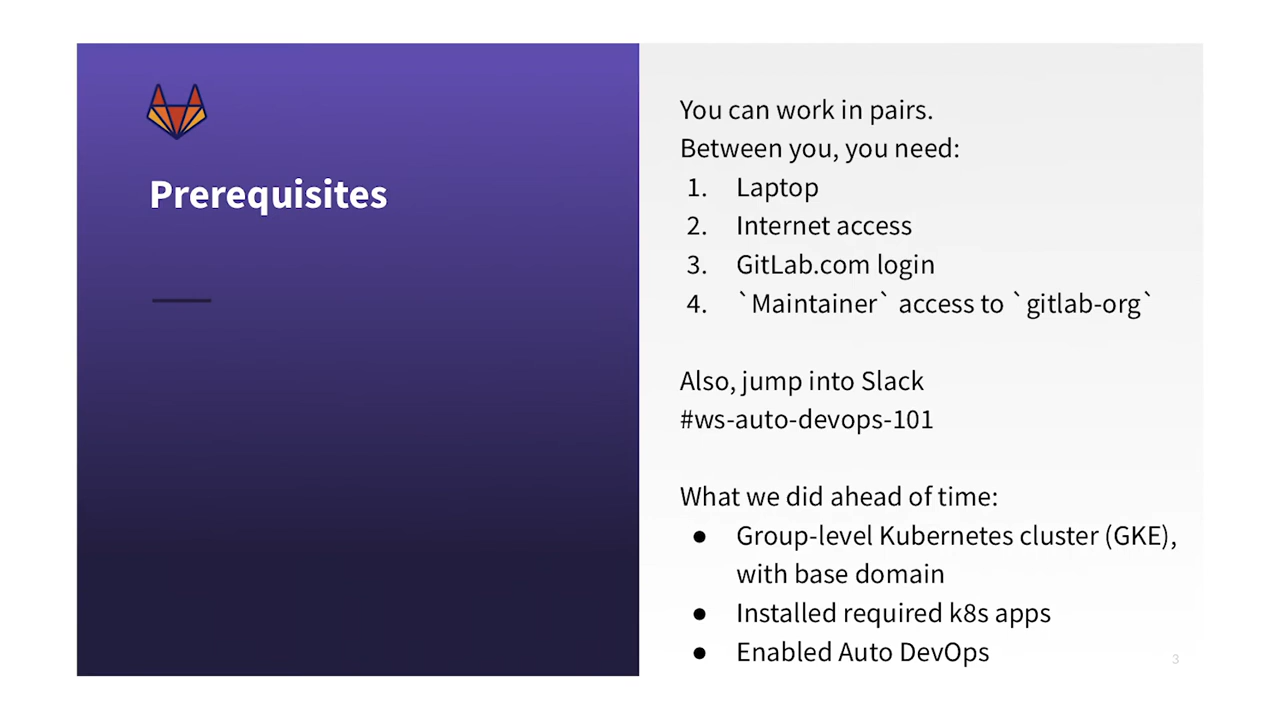 Prerequisites
You can work in pairs.
Between you, you need:
1. Laptop
2. Internet access
3. GitLab.com login
4. `Maintainer` access to `gitlab-org`
Also, jump into Slack
#ws-auto-devops-101
What we did ahead of time:
● Group-level Kubernetes cluster (GKE),
with base domain
● Installed required k8s apps
● Enabled Auto DevOps
3